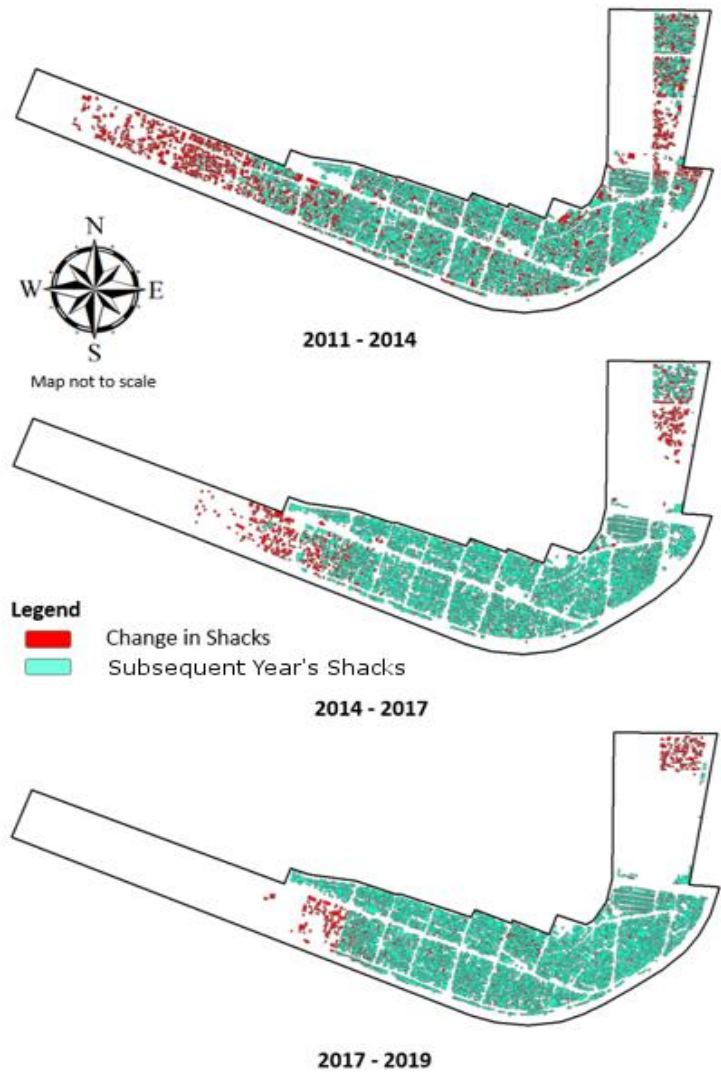 N
W E
S
2011 - 2014
Map not to scale
Legend
Change in Shacks
Subsequent Year's Shacks
2014 - 2017
2017 - 2019